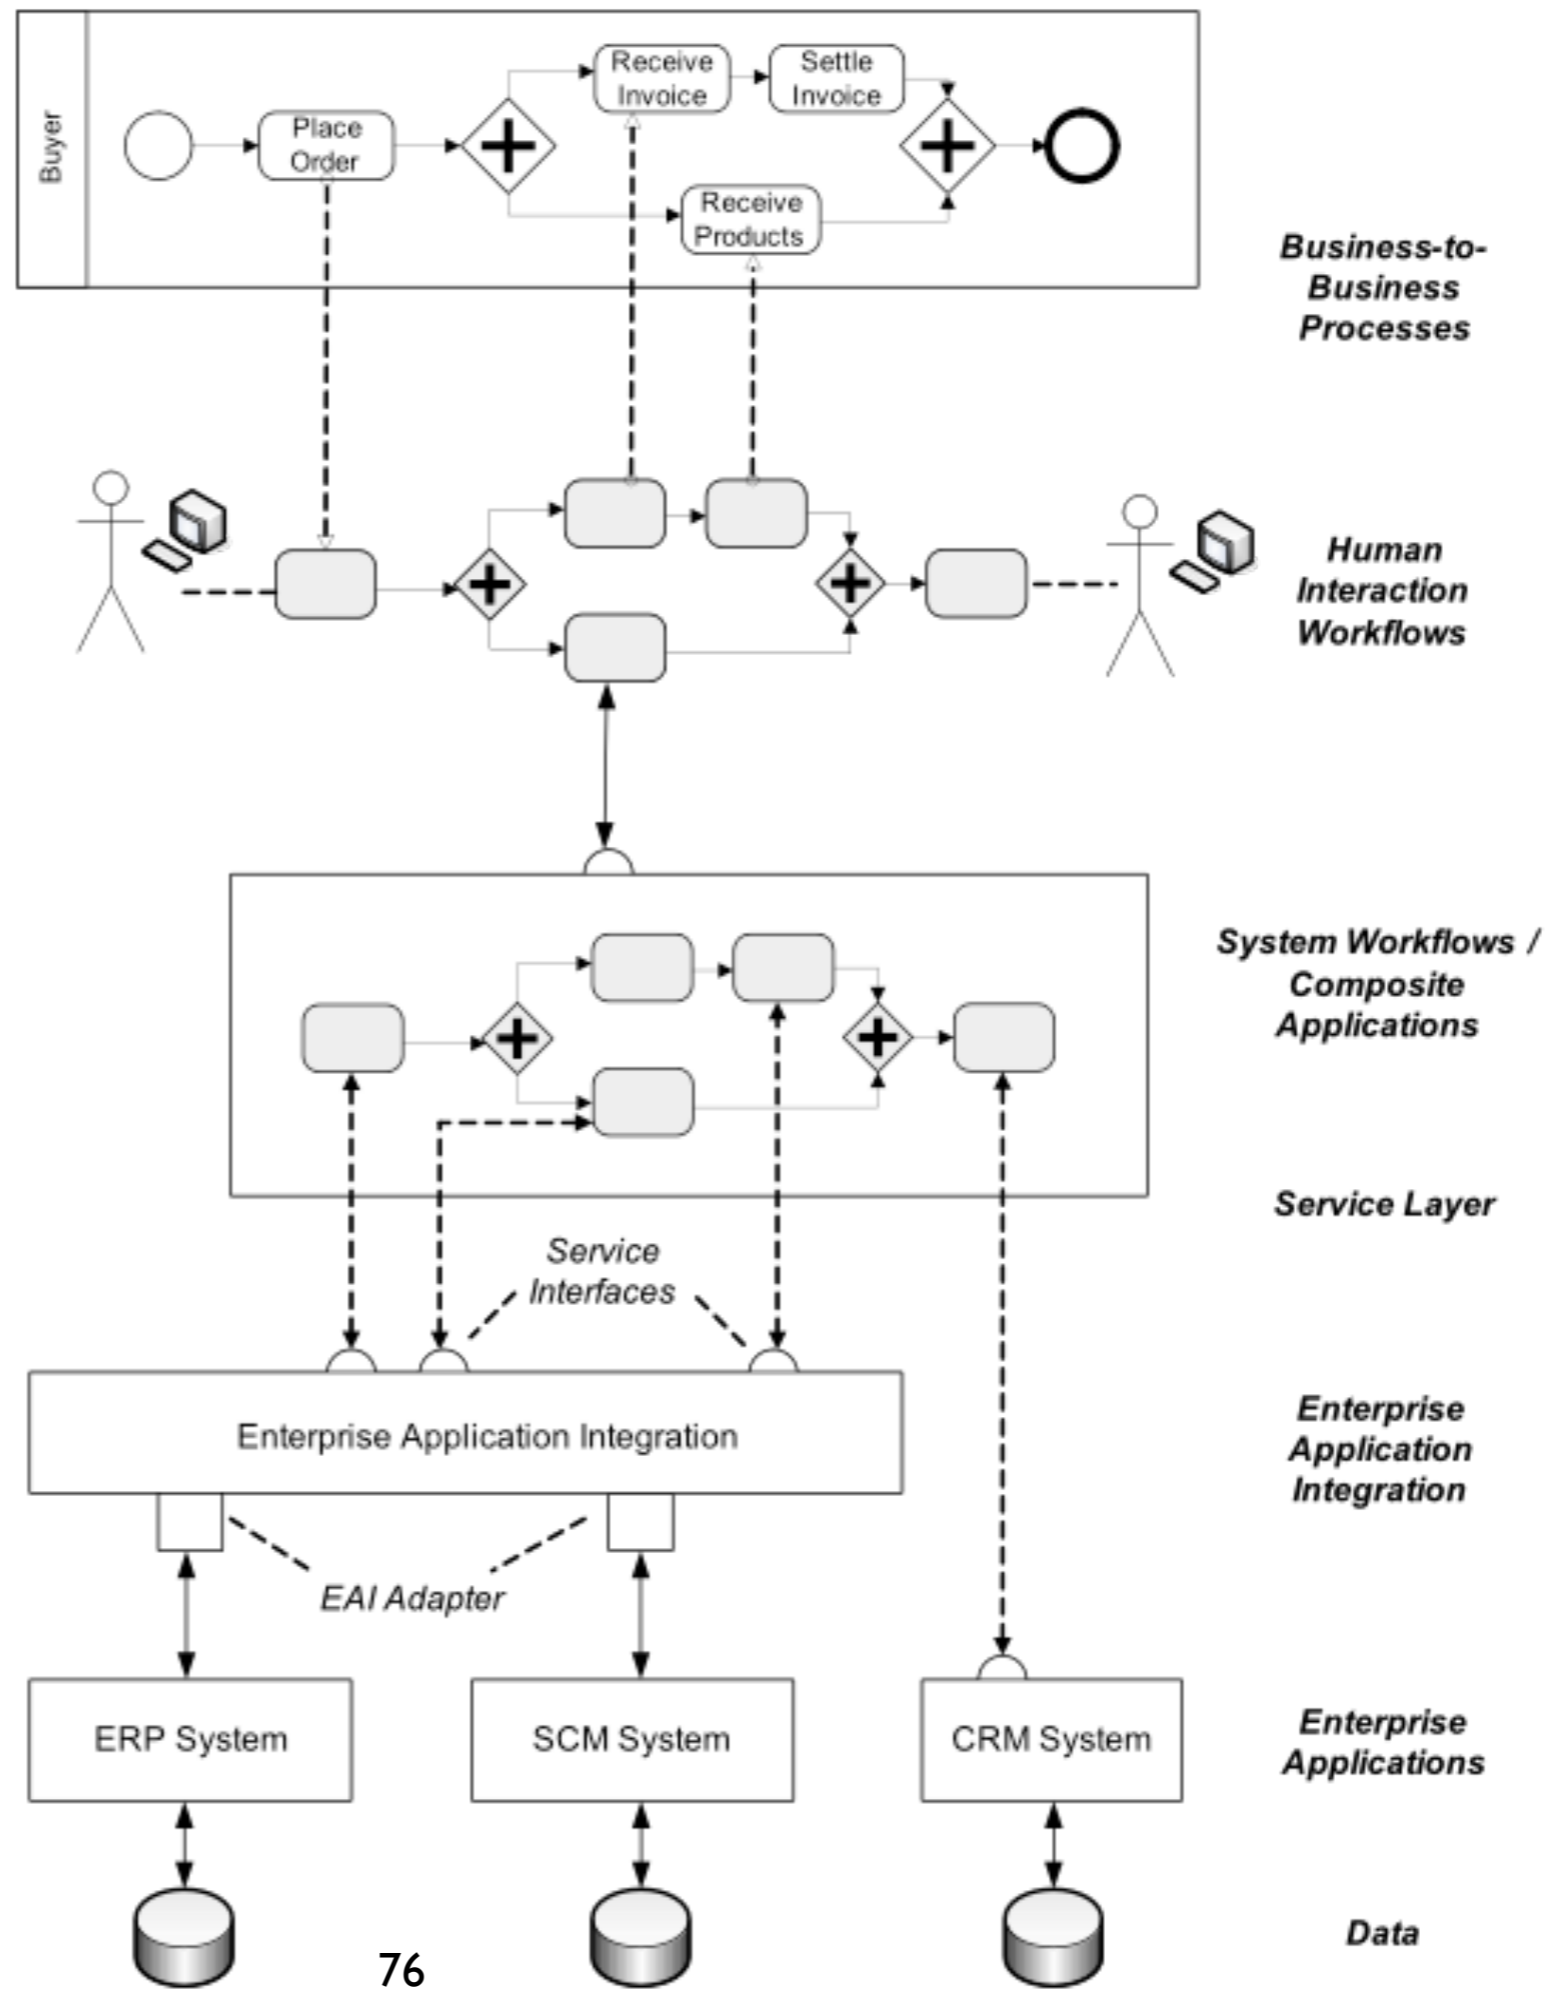 Buyer
Place
Order
Receive
Invoice
Settle
Invoice
Receive
Products
Business-to-
Business
Processes
Human
Interaction
Workflows
System Workflows /
Composite
Applications
Service Layer
Service
Interfaces
Enterprise Application Integration
Enterprise
Application
Integration
EAI Adapter
ERP System
SCM System
CRM System
Enterprise
Applications
Data
76